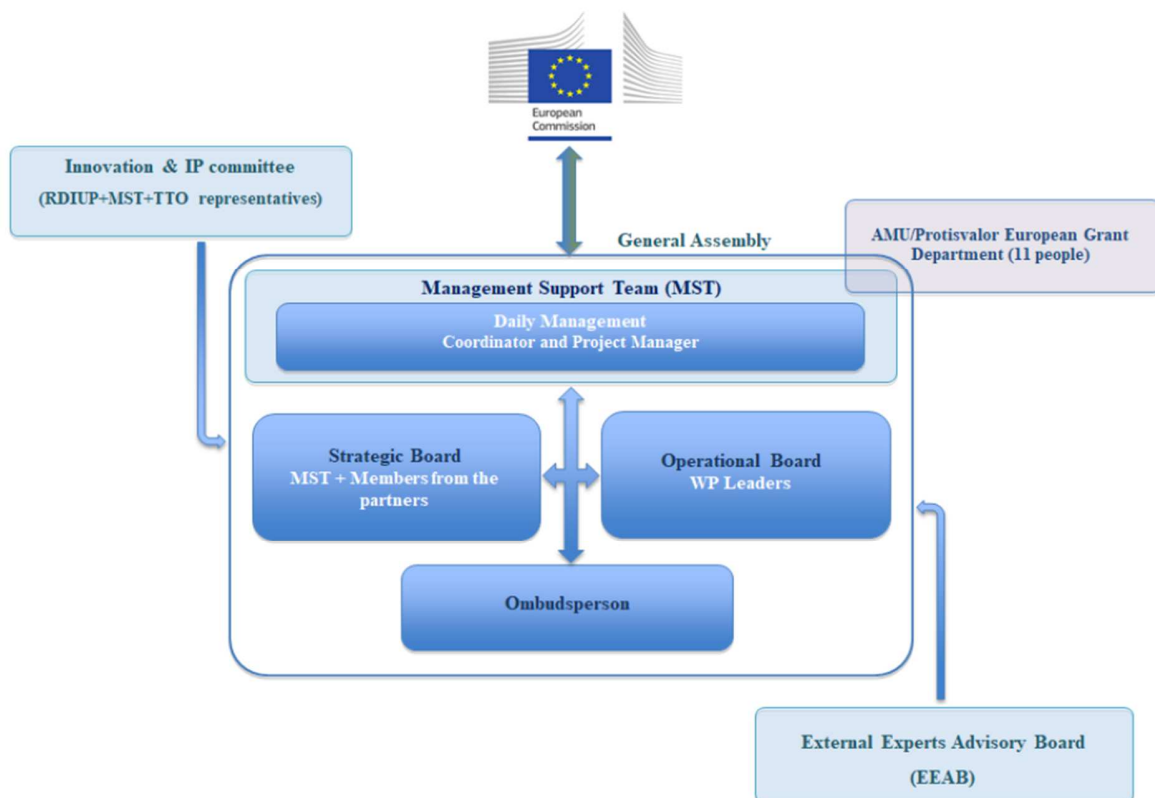 European
Commission
Innovation & IP committee
(RDIUP+MST+TTO representatives)
General Assembly
AMU/Protisvalor European Grant
Department (11 people)
Management Support Team (MST)
Daily Management
Coordinator and Project Manager
Strategic Board
MST + Members from the
partners
Operational Board
WP Leaders
Ombudsperson
External Experts Advisory Board
(EEAB)